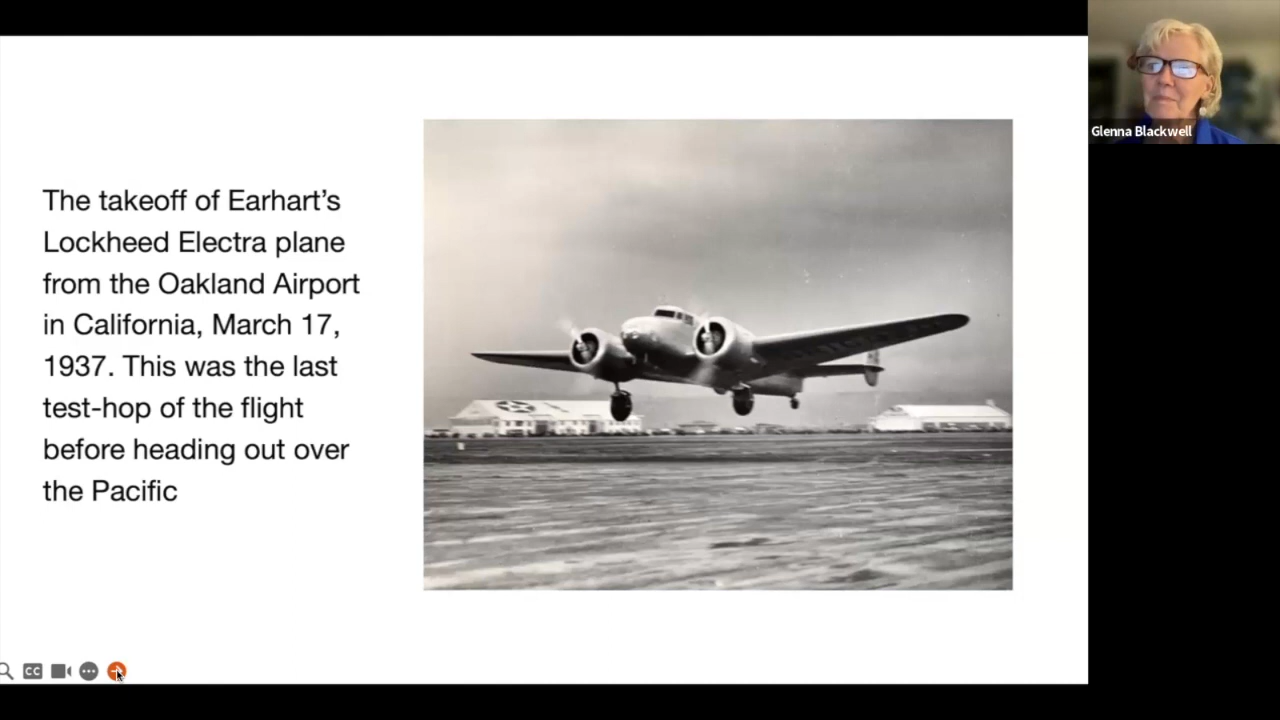 The takeoff of Earhart’s
Lockheed Electra plane
from the Oakland Airport
in California, March 17,
1937. This was the last
test-hop of the flight
before heading out over
the Pacific
Glenna Blackwell
CC